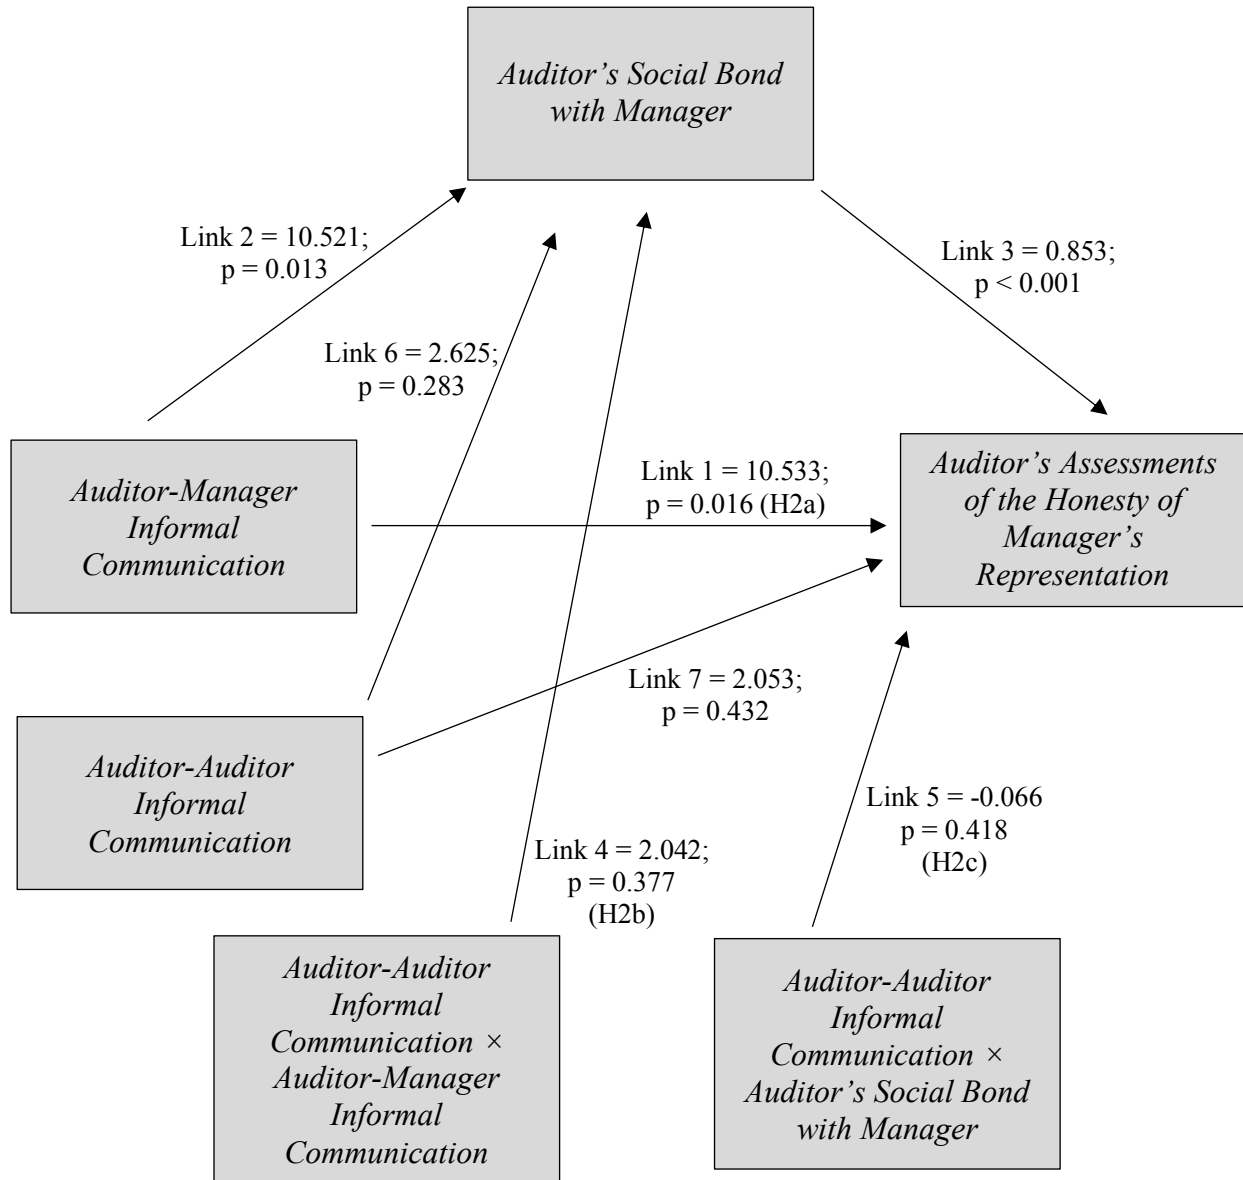 Auditor’s Social Bond
with Manager
Link 2 = 10.521;
p = 0.013
Link 3 = 0.853;
p < 0.001
Link 6 = 2.625;
p = 0.283
Auditor-Manager
Informal
Communication
Link 1 = 10.533;
p = 0.016 (H2a)
Auditor’s Assessments
of the Honesty of
Manager’s
Representation
Auditor-Auditor
Informal
Communication
Link 7 = 2.053;
p = 0.432
Link 4 = 2.042;
p = 0.377
(H2b)
Link 5 = -0.066
p = 0.418
(H2c)
Auditor-Auditor
Informal
Communication ×
Auditor-Manager
Informal
Communication
Auditor-Auditor
Informal
Communication ×
Auditor’s Social Bond
with Manager